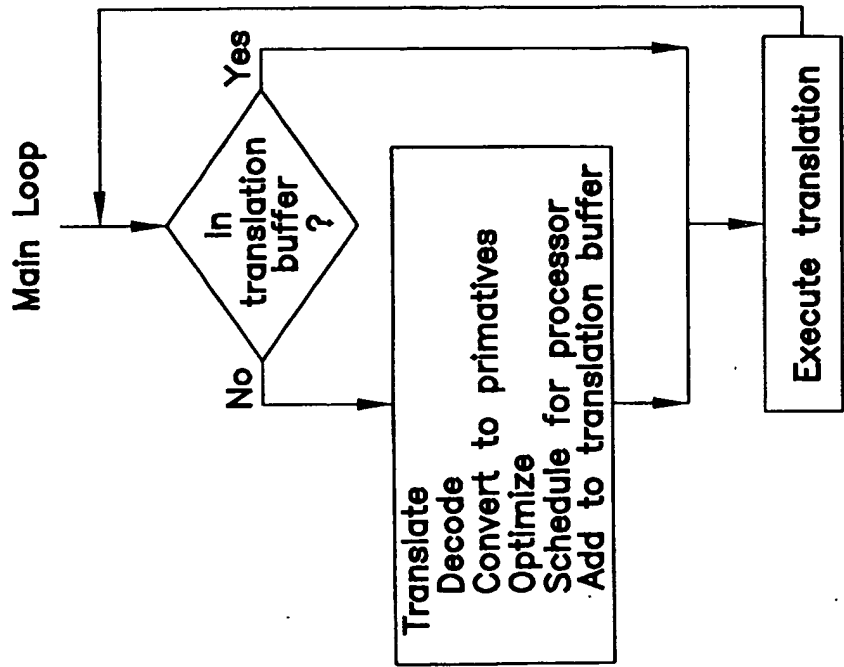 Main Loop
In
translation
buffer
?
Yes
No
Translate
Decode
Convert to primatives
Optimize
Schedule for processor
Add to translation buffer
Execute translation